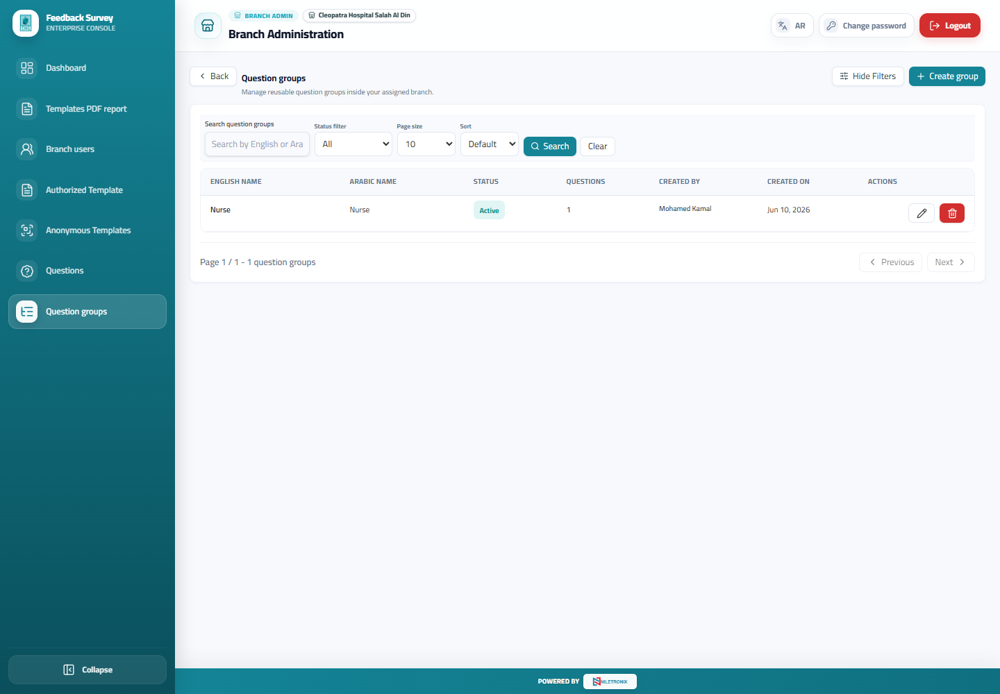 Feedback Survey
ENTERPRISE CONSOLE
Dashboard
Templates PDF report
Branch users
Authorized Template
Anonymous Templates
Questions
Question groups
Collapse
BRANCH ADMIN
Cleopatra Hospital Salah Al Din
Branch Administration
AR
Change password
Logout
Back
Question groups
Manage reusable question groups inside your assigned branch.
Hide Filters
Create group
Search question groups
Status filter
Page size
Sort
Search by English or Ara
All
10
Default
Search
Clear
ENGLISH NAME
ARABIC NAME
STATUS
QUESTIONS
CREATED BY
CREATED ON
ACTIONS
Nurse
Nurse
Active
1
Mohamed Kamal
Jun 10, 2026
Page 1 / 1 - 1 question groups
Previous
Next
POWERED BY
NILETRONIX